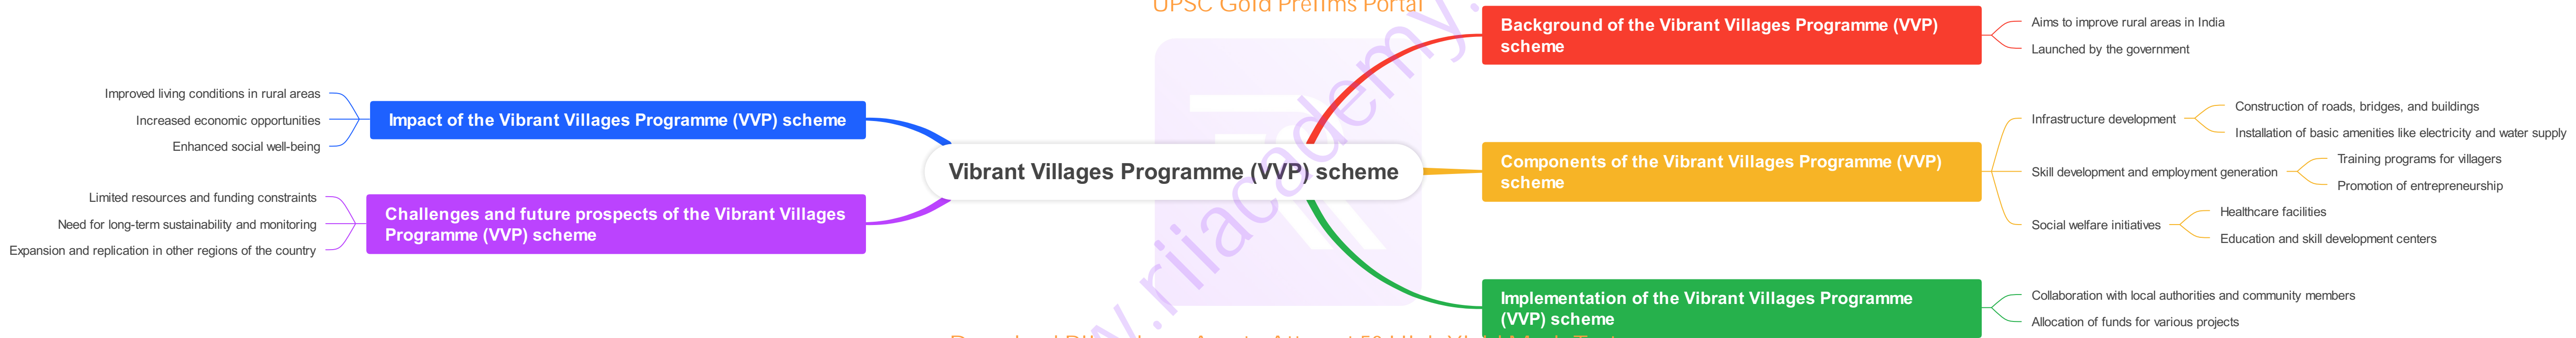 UPSC Gold Prelims Portal
Vibrant Villages Programme (VVP) scheme
Background of the Vibrant Villages Programme (VVP)
scheme
Aims to improve rural areas in India
Launched by the government
Components of the Vibrant Villages Programme (VVP)
scheme
Infrastructure development
Construction of roads, bridges, and buildings
Installation of basic amenities like electricity and water supply
Skill development and employment generation
Training programs for villagers
Promotion of entrepreneurship
Social welfare initiatives
Healthcare facilities
Education and skill development centers
Implementation of the Vibrant Villages Programme
(VVP) scheme
Collaboration with local authorities and community members
Allocation of funds for various projects
Impact of the Vibrant Villages Programme (VVP) scheme
Improved living conditions in rural areas
Increased economic opportunities
Enhanced social well-being
Challenges and future prospects of the Vibrant Villages
Programme (VVP) scheme
Limited resources and funding constraints
Need for long-term sustainability and monitoring
Expansion and replication in other regions of the country